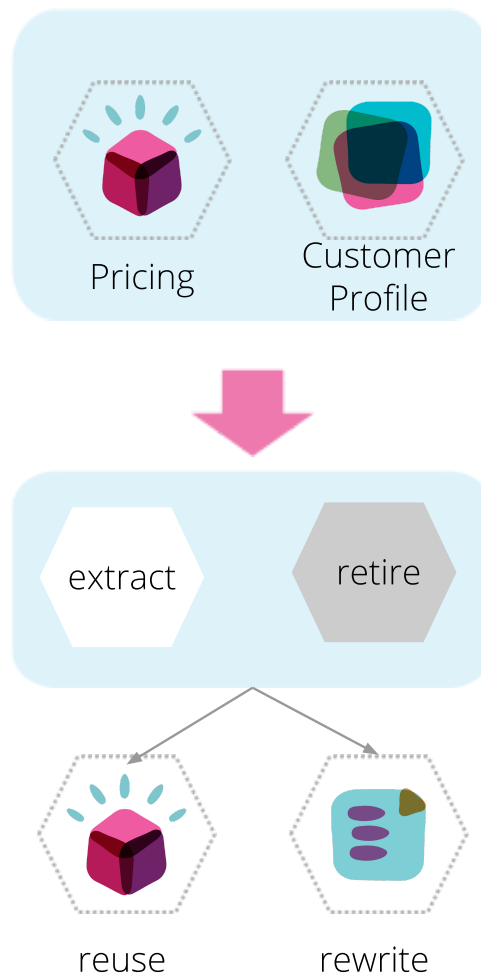 Pricing
Customer
Profile
extract
retire
reuse
rewrite